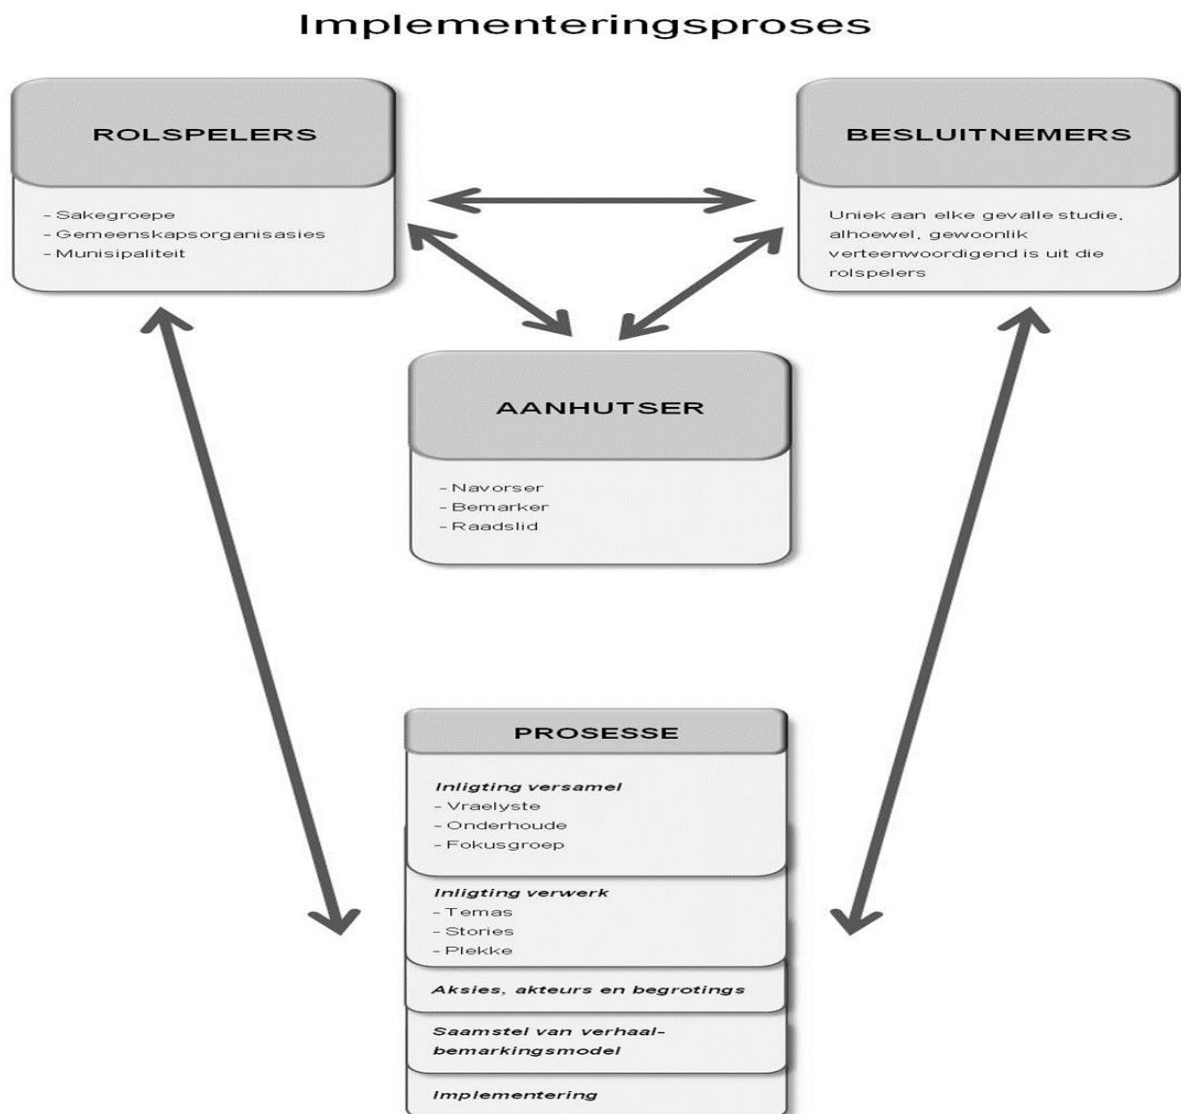 Implementeringsproses
ROLSPELERS
- Sakegroepe
- Gemeenskapsorganisasies
- Munisipaliteit
BESLUITNEMERS
Uniek aan elke gevalle studie,
alhoewel, gewoonlik
verteenwoordigend is uit die
rolspelers
AANHUTSER
- Navorser
- Bemarker
- Raadslid
PROSESSE
Inligting versamel
- Vraelyste
- Onderhoude
- Fokusgroep
Inligting verwerk
- Temas
- Stories
- Plekke
Aksies, akteurs en begrotings
Saamstel van verhaal-
bemarkingsmodel
Implementering